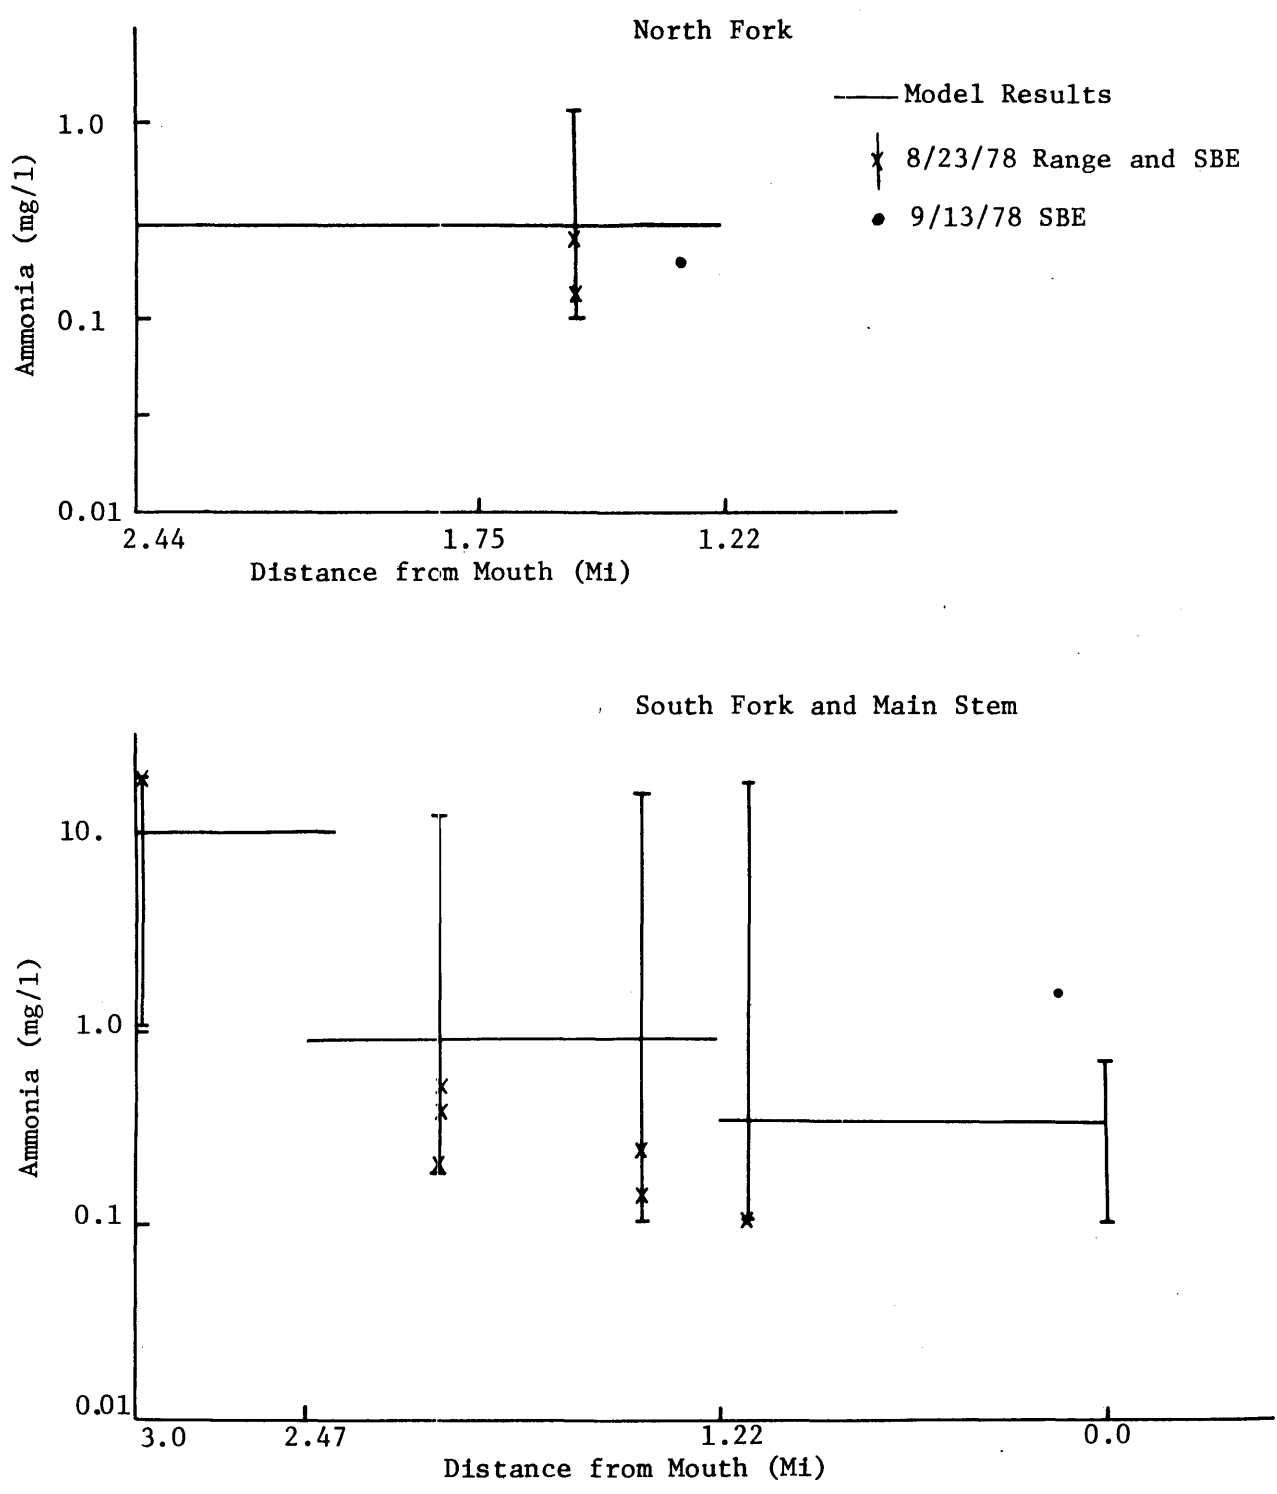 North Fork
Model Results
8/23/78 Range and SBE
9/13/78 SBE
Ammonia (mg/l)
1.0
0.1
0.01
2.44 1.75 1.22
Distance from Mouth (Mi)
South Fork and Main Stem
Ammonia (mg/l)
10.
1.0
0.1
0.01
3.0 2.47 1.22 0.0
Distance from Mouth (Mi)